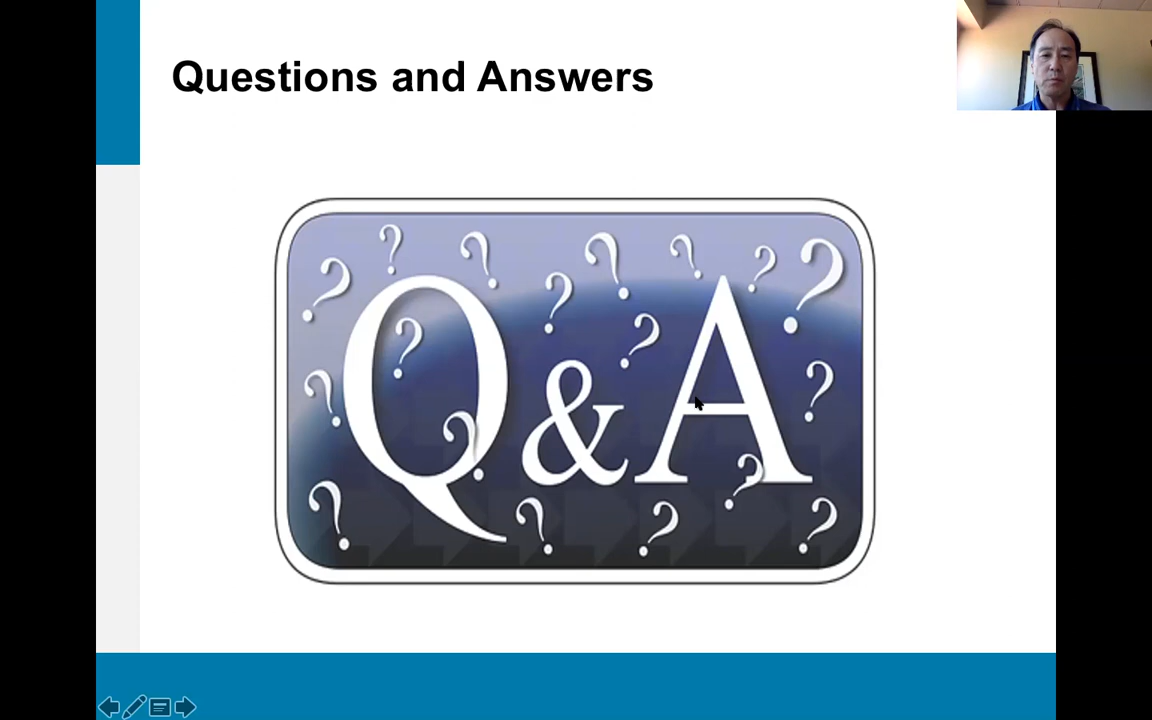 Questions and Answers
? ? ? ? ? ? ? ? ? ? ? ? ? ? ? ? ? ?
Q & A